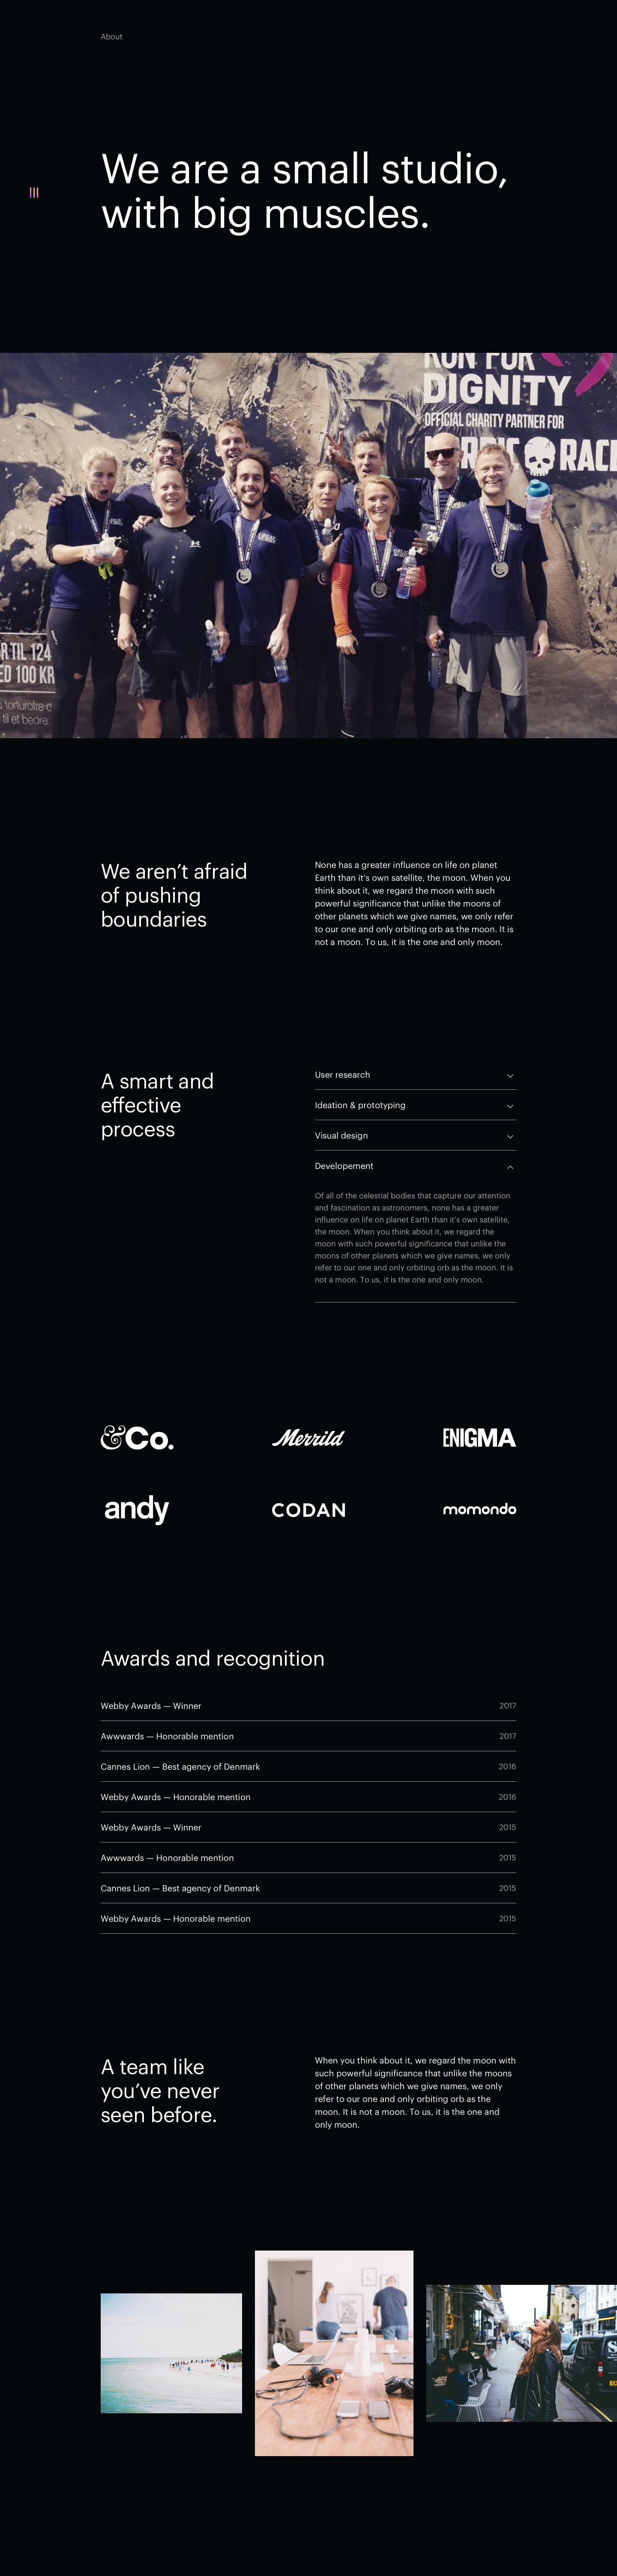 About
We are a small studio,
with big muscles.
RUN FOR
DIGNITY
OFFICIAL CHARITY PARTNER FOR
RACE
R TIL 124
ED 100 KR
til et bedre
We aren’t afraid
of pushing
boundaries
None has a greater influence on life on planet
Earth than it’s own satellite, the moon. When you
think about it, we regard the moon with such
powerful significance that unlike the moons of
other planets which we give names, we only refer
to our one and only orbiting orb as the moon. It is
not a moon. To us, it is the one and only moon.
A smart and
effective
process
User research
Ideation & prototyping
Visual design
Developement
Of all of the celestial bodies that capture our attention
and fascination as astronomers, none has a greater
influence on life on planet Earth than it’s own satellite,
the moon. When you think about it, we regard the
moon with such powerful significance that unlike the
moons of other planets which we give names, we only
refer to our one and only orbiting orb as the moon. It is
not a moon. To us, it is the one and only moon.
&Co. Merrild ENIGMA
andy CODAN momondo
Awards and recognition
Webby Awards — Winner 2017
Awwwards — Honorable mention 2017
Cannes Lion — Best agency of Denmark 2016
Webby Awards — Honorable mention 2016
Webby Awards — Winner 2015
Awwwards — Honorable mention 2015
Cannes Lion — Best agency of Denmark 2015
Webby Awards — Honorable mention 2015
A team like
you’ve never
seen before.
When you think about it, we regard the moon with
such powerful significance that unlike the moons
of other planets which we give names, we only
refer to our one and only orbiting orb as the
moon. It is not a moon. To us, it is the one and
only moon.